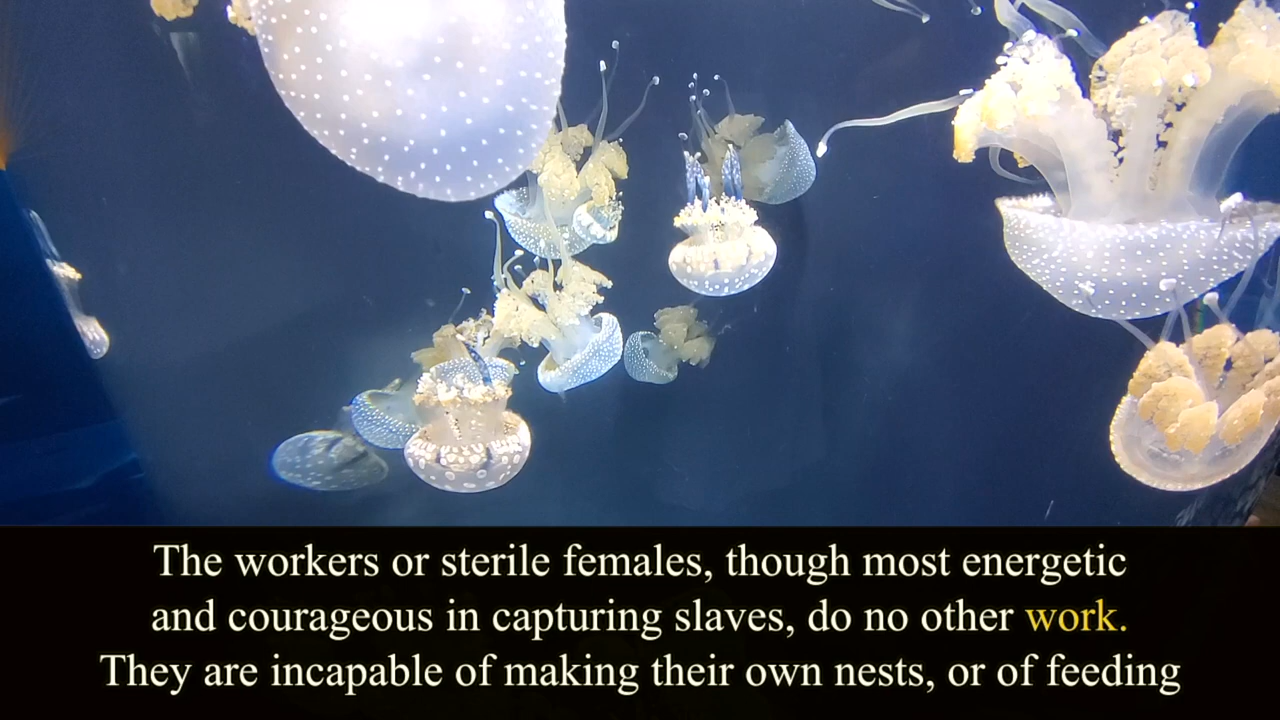 The workers or sterile females, though most energetic
and courageous in capturing slaves, do no other work.
They are incapable of making their own nests, or of feeding